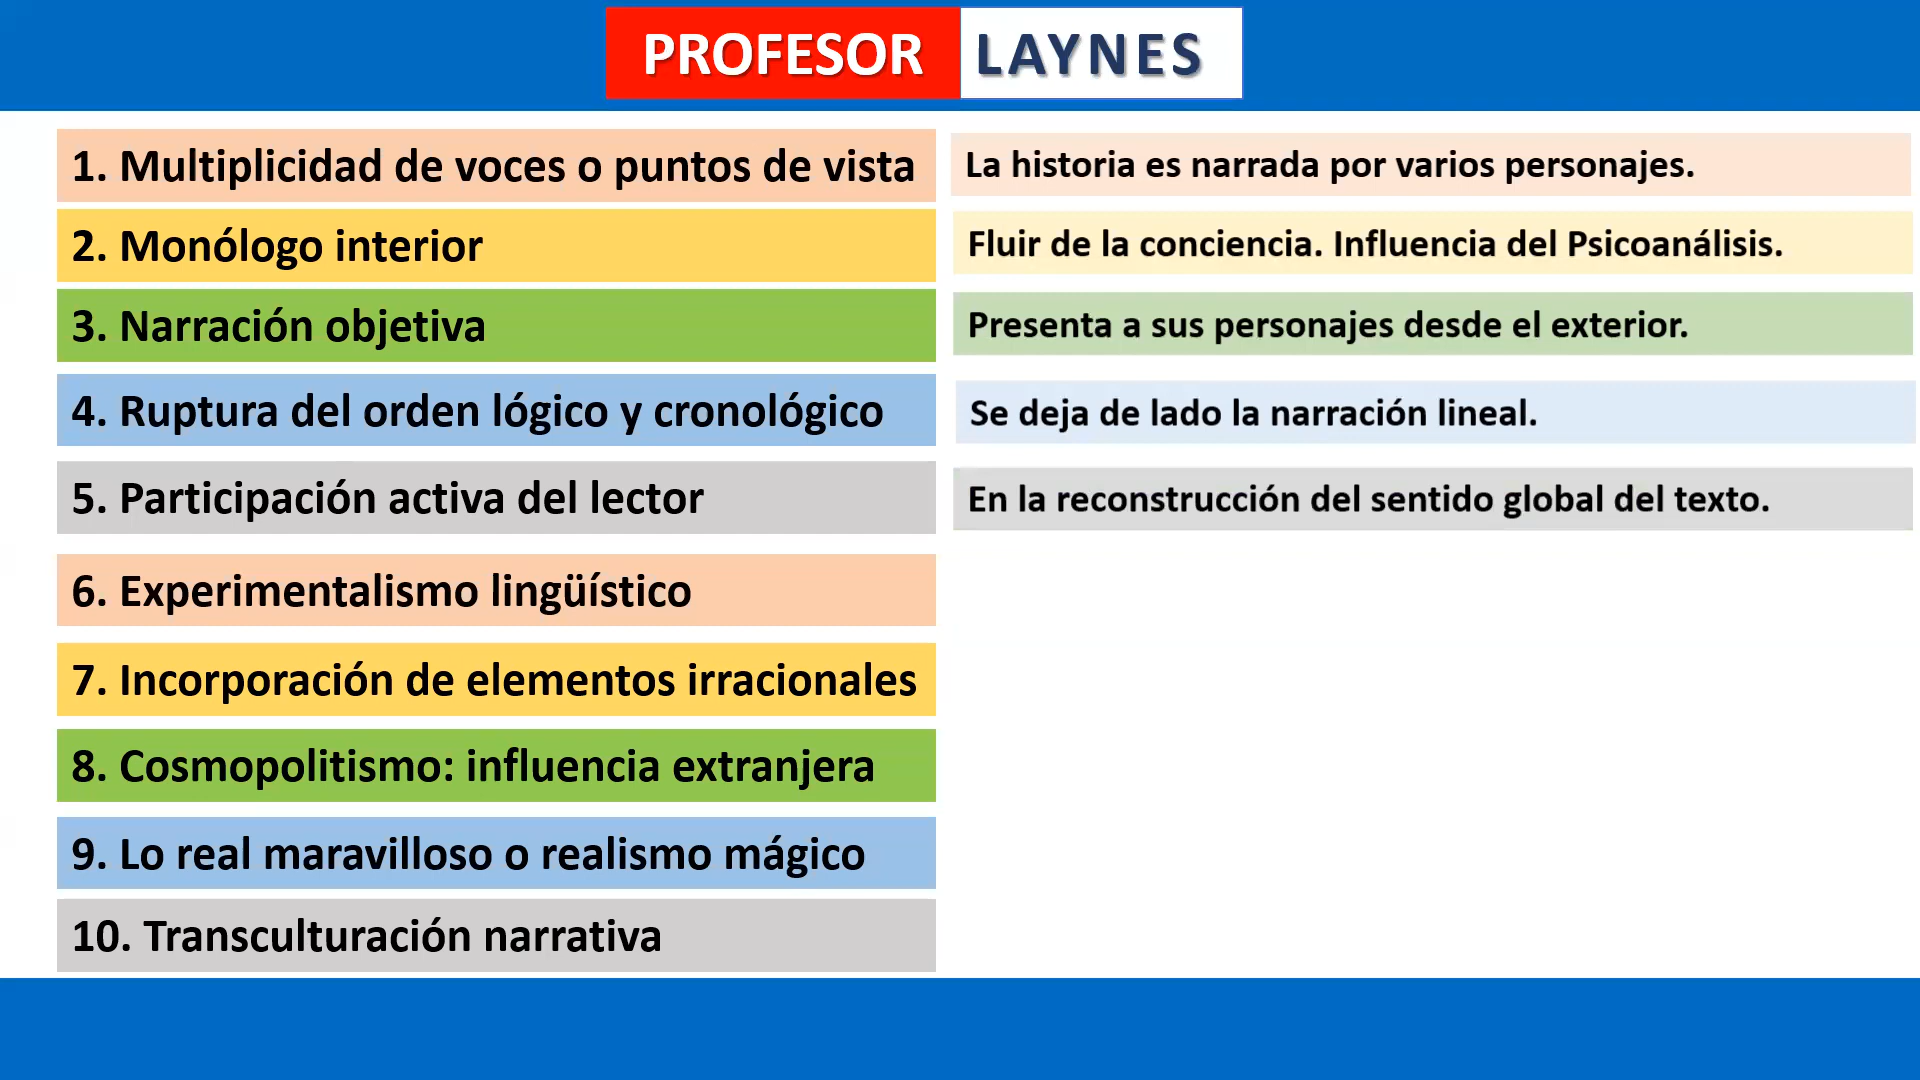 PROFESOR LAYNES
1. Multiplicidad de voces o puntos de vista
La historia es narrada por varios personajes.
2. Monólogo interior
Fluir de la conciencia. Influencia del Psicoanálisis.
3. Narración objetiva
Presenta a sus personajes desde el exterior.
4. Ruptura del orden lógico y cronológico
Se deja de lado la narración lineal.
5. Participación activa del lector
En la reconstrucción del sentido global del texto.
6. Experimentalismo lingüístico
7. Incorporación de elementos irracionales
8. Cosmopolitismo: influencia extranjera
9. Lo real maravilloso o realismo mágico
10. Transculturación narrativa